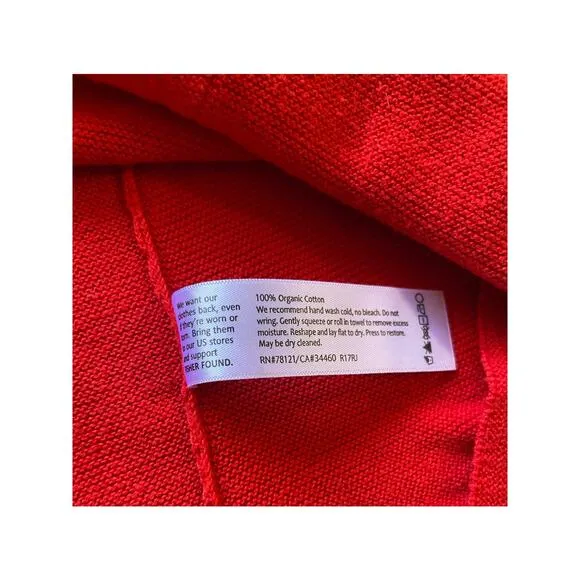 We want our
clothes back, even
if they're worn or
torn. Bring them
to our US stores
and support
FISHER FOUND.
100% Organic Cotton
We recommend hand wash cold, no bleach. Do not
wring. Gently squeeze or roll in towel to remove excess
moisture. Reshape and lay flat to dry. Press to restore.
May be dry cleaned.
RN#78121/CA#34460 R17RJ